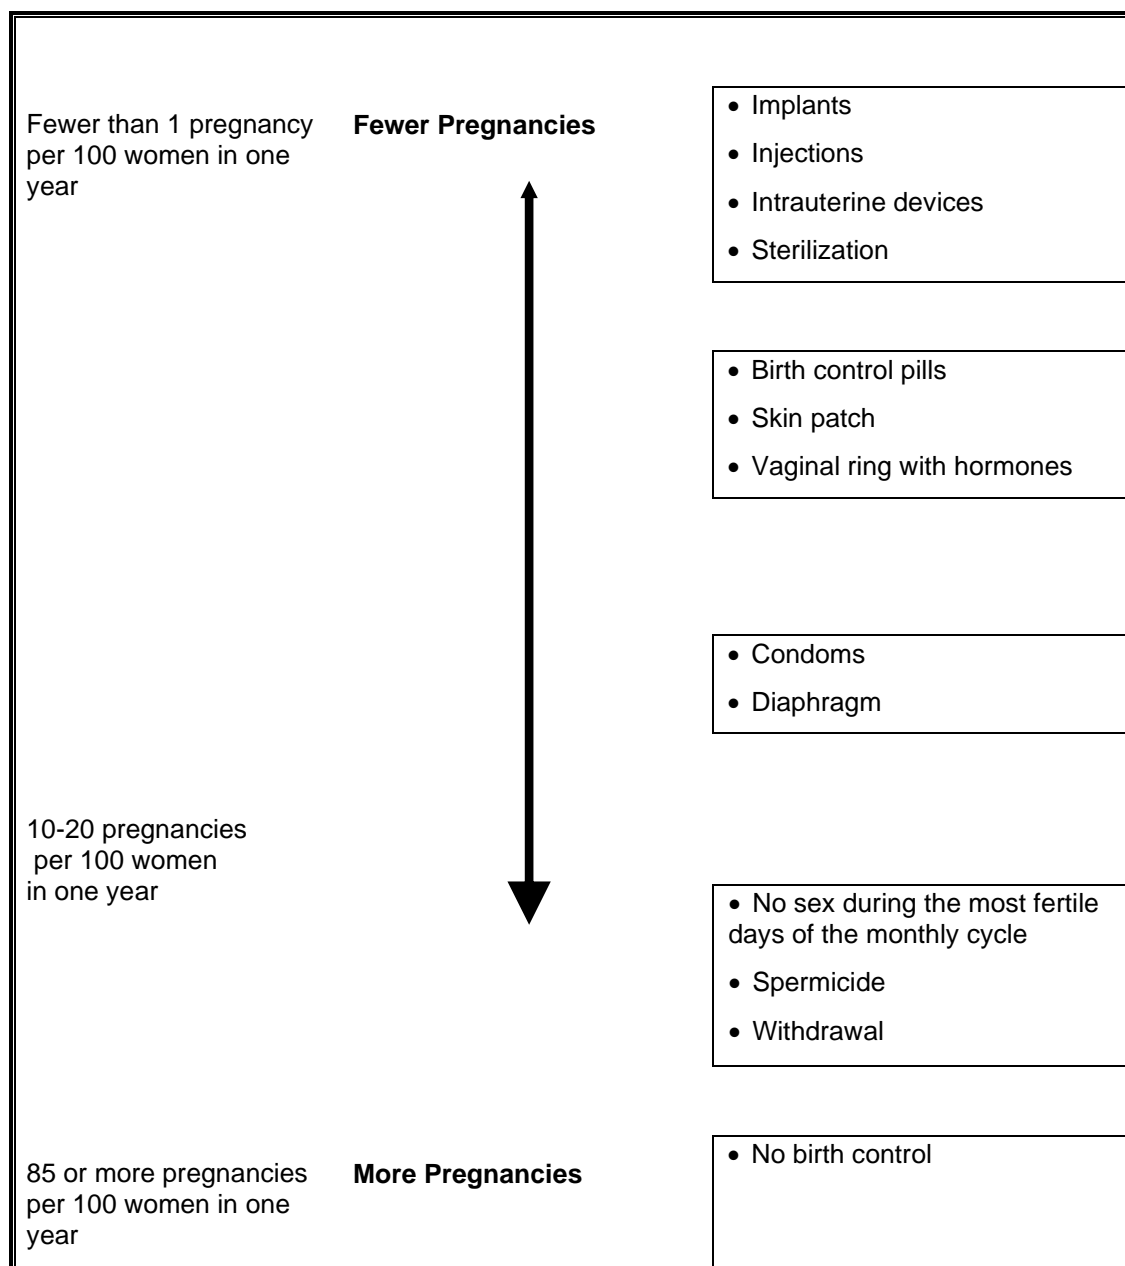 Fewer than 1 pregnancy
per 100 women in one
year
Fewer Pregnancies
• Implants
• Injections
• Intrauterine devices
• Sterilization
• Birth control pills
• Skin patch
• Vaginal ring with hormones
• Condoms
• Diaphragm
10-20 pregnancies
per 100 women
in one year
• No sex during the most fertile
days of the monthly cycle
• Spermicide
• Withdrawal
85 or more pregnancies
per 100 women in one
year
More Pregnancies
• No birth control